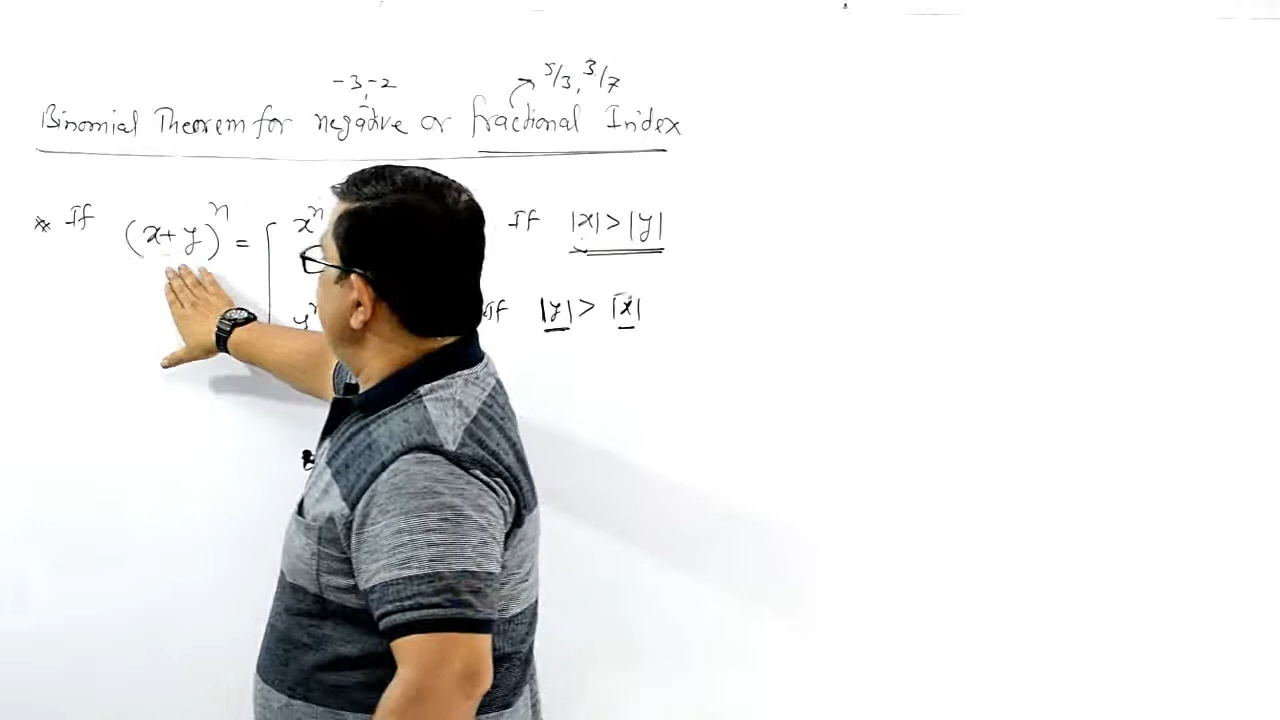 -3,-2 5/3, 3/7
Binomial Theorem for negative or fractional Index
* If (x+y)^n = [ x^n If |x| > |y|
y^n If |y| > |x|